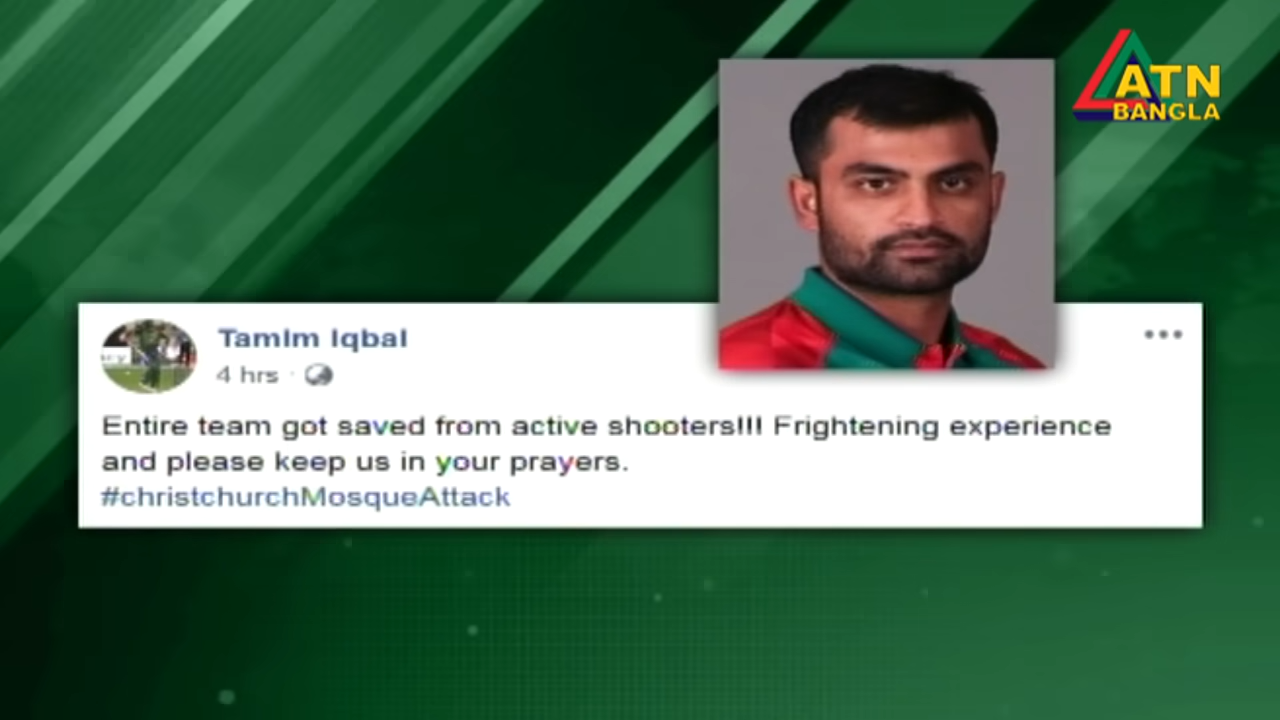 ATN
BANGLA
TamIm Iqbal
4 hrs ·
Entire team got saved from active shooters!!! Frightening experience
and please keep us in your prayers.
#christchurchMosqueAttack